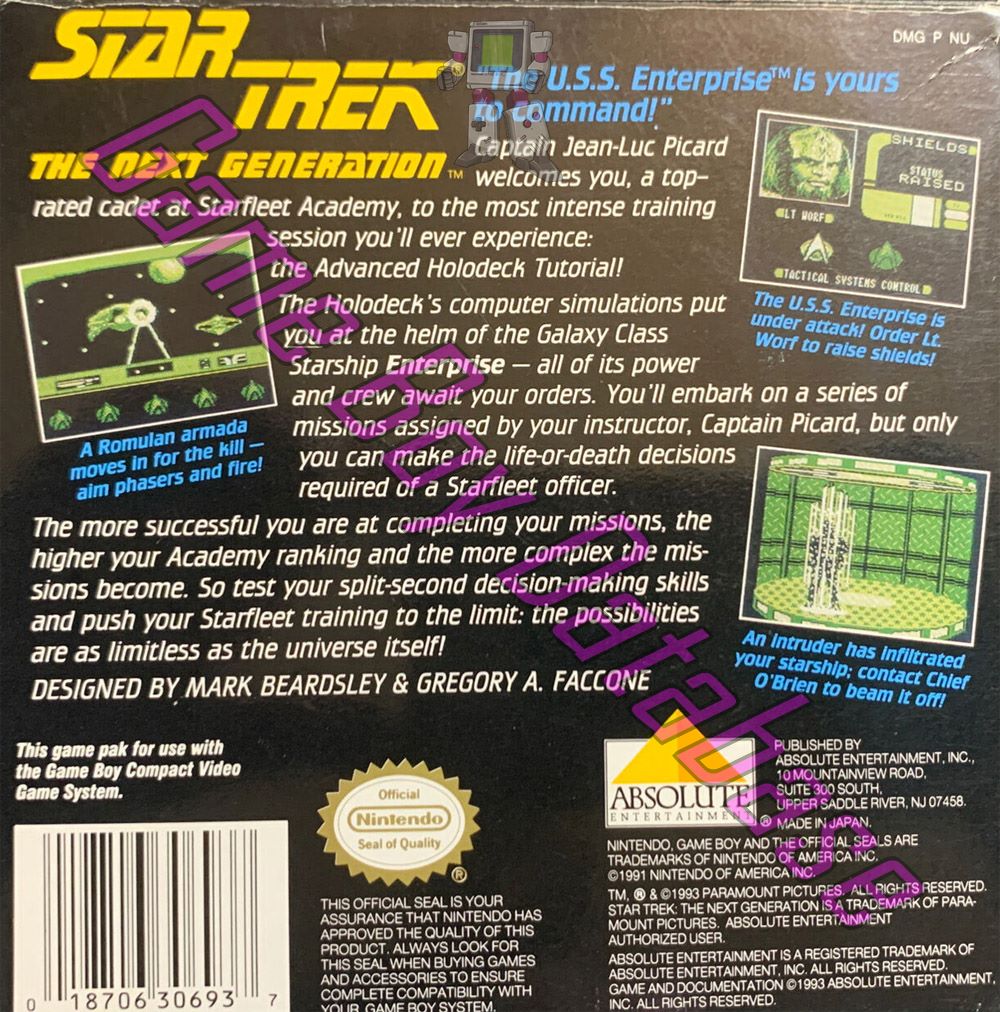 STAR TREK®
THE NEXT GENERATION™
DMG P NU
"The U.S.S. Enterprise™ is yours
to command!"
Captain Jean-Luc Picard
welcomes you, a top-
rated cadet at Starfleet Academy, to the most intense training
session you'll ever experience:
the Advanced Holodeck Tutorial!
The Holodeck's computer simulations put
you at the helm of the Galaxy Class
Starship Enterprise — all of its power
and crew await your orders. You'll embark on a series of
missions assigned by your instructor, Captain Picard, but only
you can make the life-or-death decisions
required of a Starfleet officer.
The more successful you are at completing your missions, the
higher your Academy ranking and the more complex the mis-
sions become. So test your split-second decision-making skills
and push your Starfleet training to the limit: the possibilities
are as limitless as the universe itself!
DESIGNED BY MARK BEARDSLEY & GREGORY A. FACCONE
SHIELDS
STATUS
RAISED
LT WORF
TACTICAL SYSTEMS CONTROL
The U.S.S. Enterprise is
under attack! Order Lt.
Worf to raise shields!
A Romulan armada
moves in for the kill —
aim phasers and fire!
An intruder has infiltrated
your starship; contact Chief
O'Brien to beam it off!
This game pak for use with
the Game Boy Compact Video
Game System.
0 18706 30693 7
Official
Nintendo
Seal of Quality
®
THIS OFFICIAL SEAL IS YOUR
ASSURANCE THAT NINTENDO HAS
APPROVED THE QUALITY OF THIS
PRODUCT. ALWAYS LOOK FOR
THIS SEAL WHEN BUYING GAMES
AND ACCESSORIES TO ENSURE
COMPLETE COMPATIBILITY WITH
YOUR GAME BOY SYSTEM.
ABSOLUTE
ENTERTAINMENT®
PUBLISHED BY
ABSOLUTE ENTERTAINMENT, INC.,
10 MOUNTAINVIEW ROAD,
SUITE 300 SOUTH,
UPPER SADDLE RIVER, NJ 07458.
MADE IN JAPAN.
NINTENDO, GAME BOY AND THE OFFICIAL SEALS ARE
TRADEMARKS OF NINTENDO OF AMERICA INC.
©1991 NINTENDO OF AMERICA INC.
TM, ® & ©1993 PARAMOUNT PICTURES. ALL RIGHTS RESERVED.
STAR TREK: THE NEXT GENERATION IS A TRADEMARK OF PARA-
MOUNT PICTURES. ABSOLUTE ENTERTAINMENT
AUTHORIZED USER.
ABSOLUTE ENTERTAINMENT IS A REGISTERED TRADEMARK OF
ABSOLUTE ENTERTAINMENT, INC. ALL RIGHTS RESERVED.
GAME AND DOCUMENTATION ©1993 ABSOLUTE ENTERTAINMENT,
INC. ALL RIGHTS RESERVED.
Game Boy Database